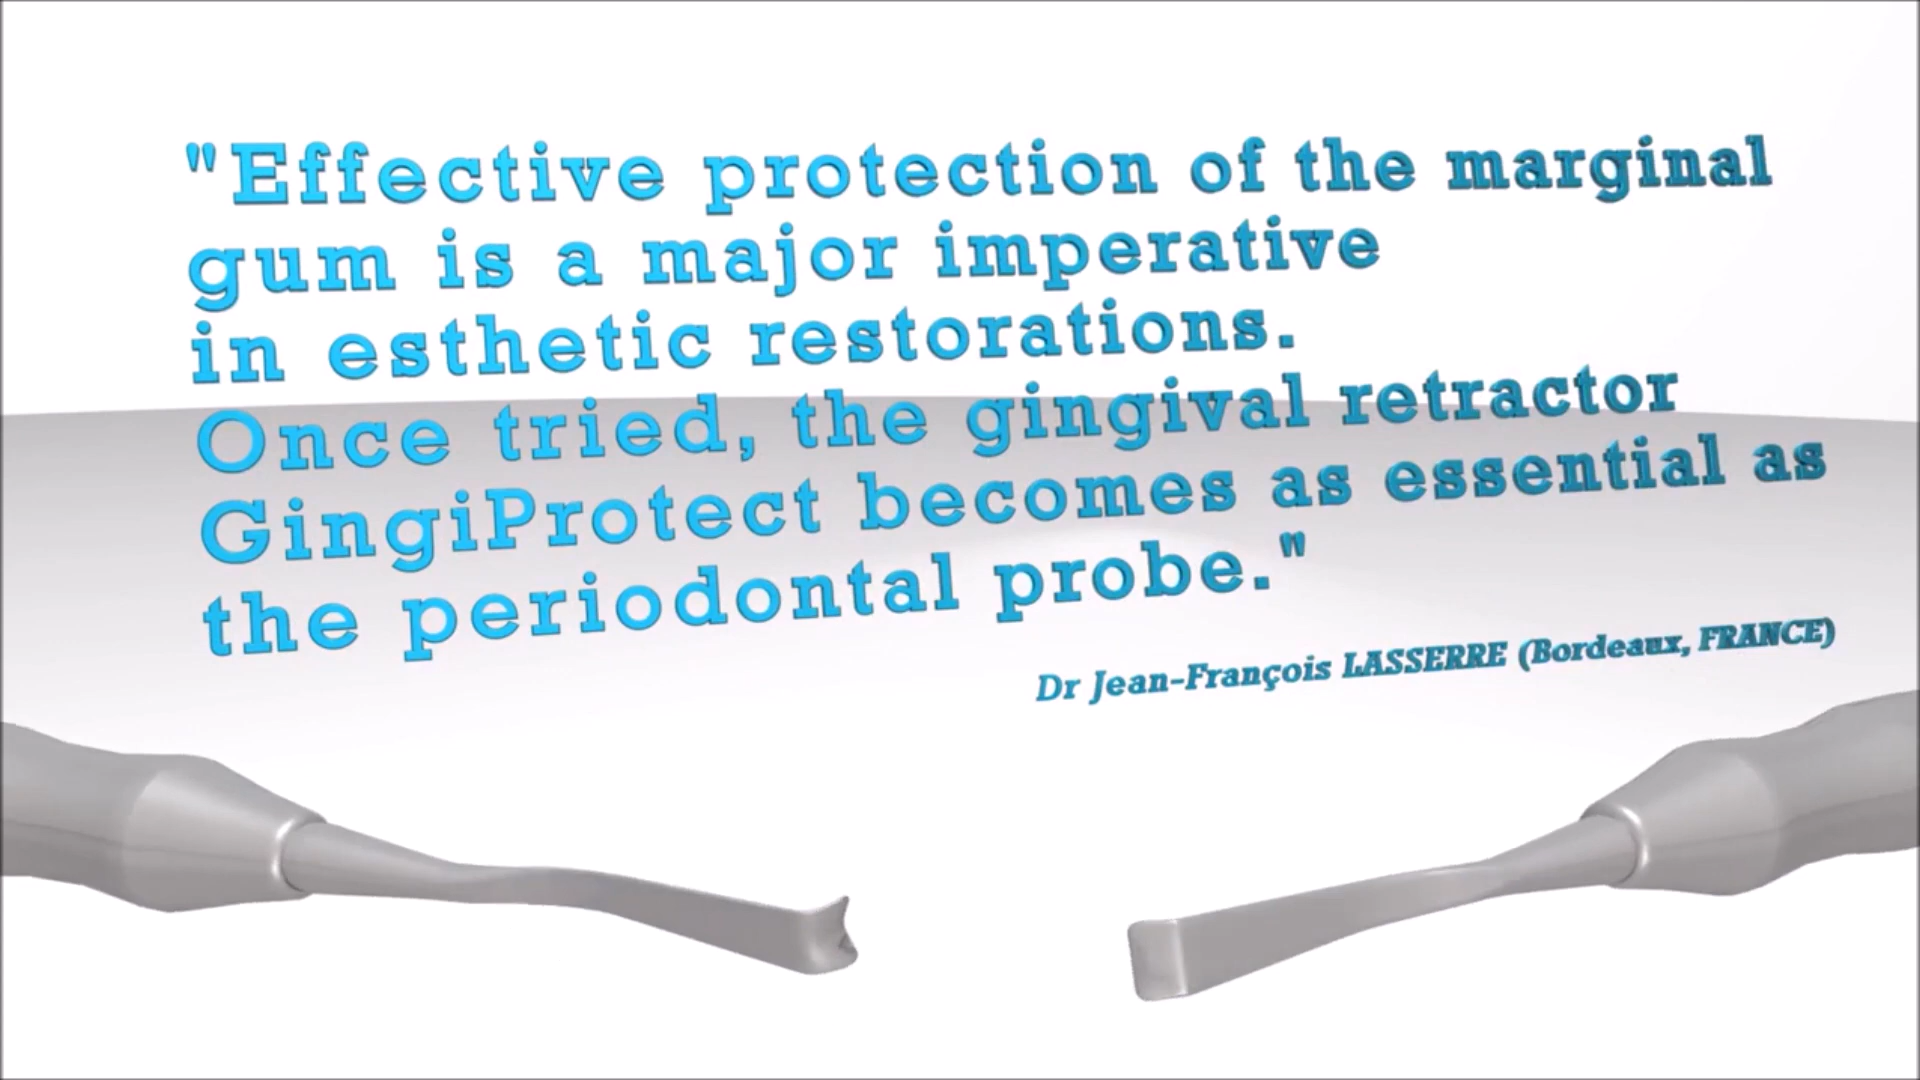 "Effective protection of the marginal
gum is a major imperative
in esthetic restorations.
Once tried, the gingival retractor
GingiProtect becomes as essential as
the periodontal probe."
Dr Jean-François LASSERRE (Bordeaux, FRANCE)